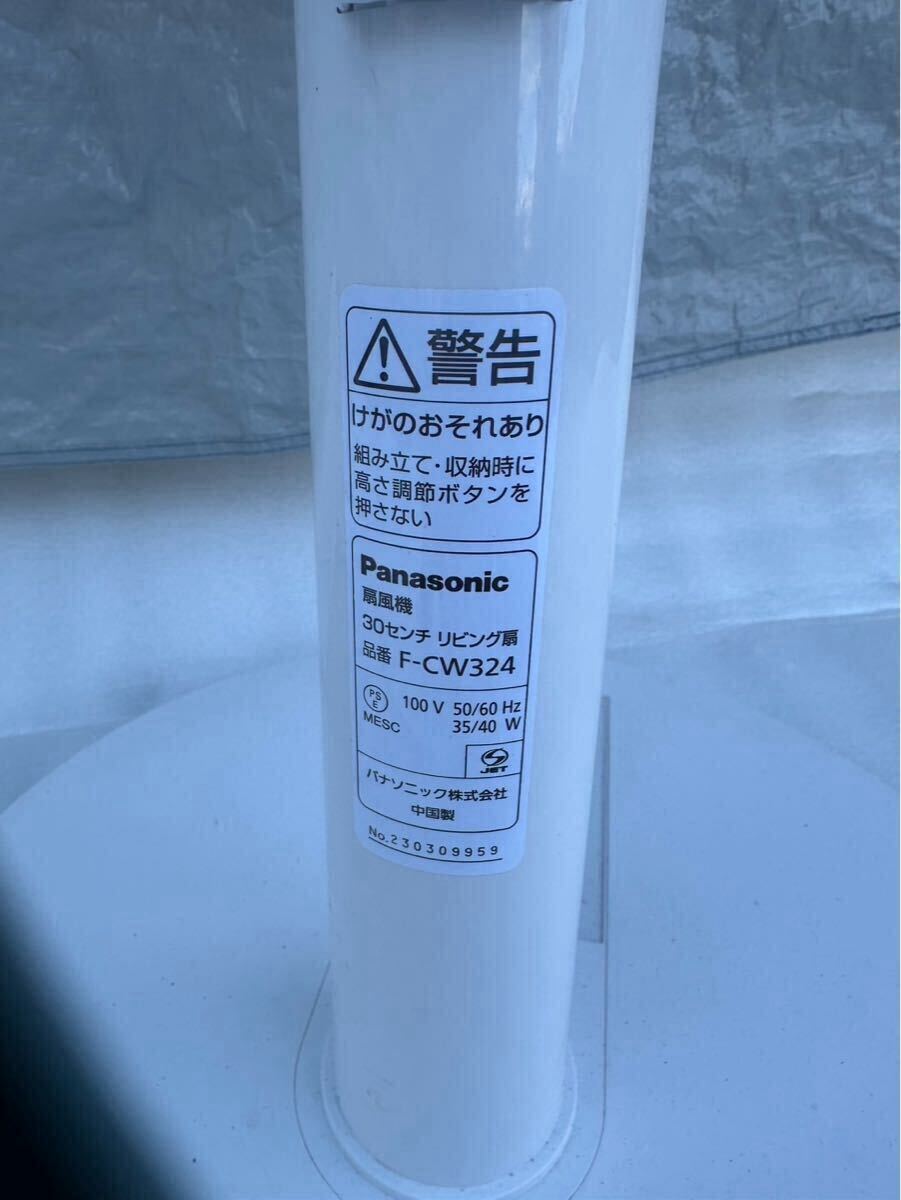 警告
けがのおそれあり
組み立て・収納時に
高さ調節ボタンを
押さない
Panasonic
扇風機
30センチ リビング扇
品番 F-CW324
PS E 100 V 50/60 Hz
MESC 35/40 W
JET
パナソニック株式会社
中国製
No.230309959